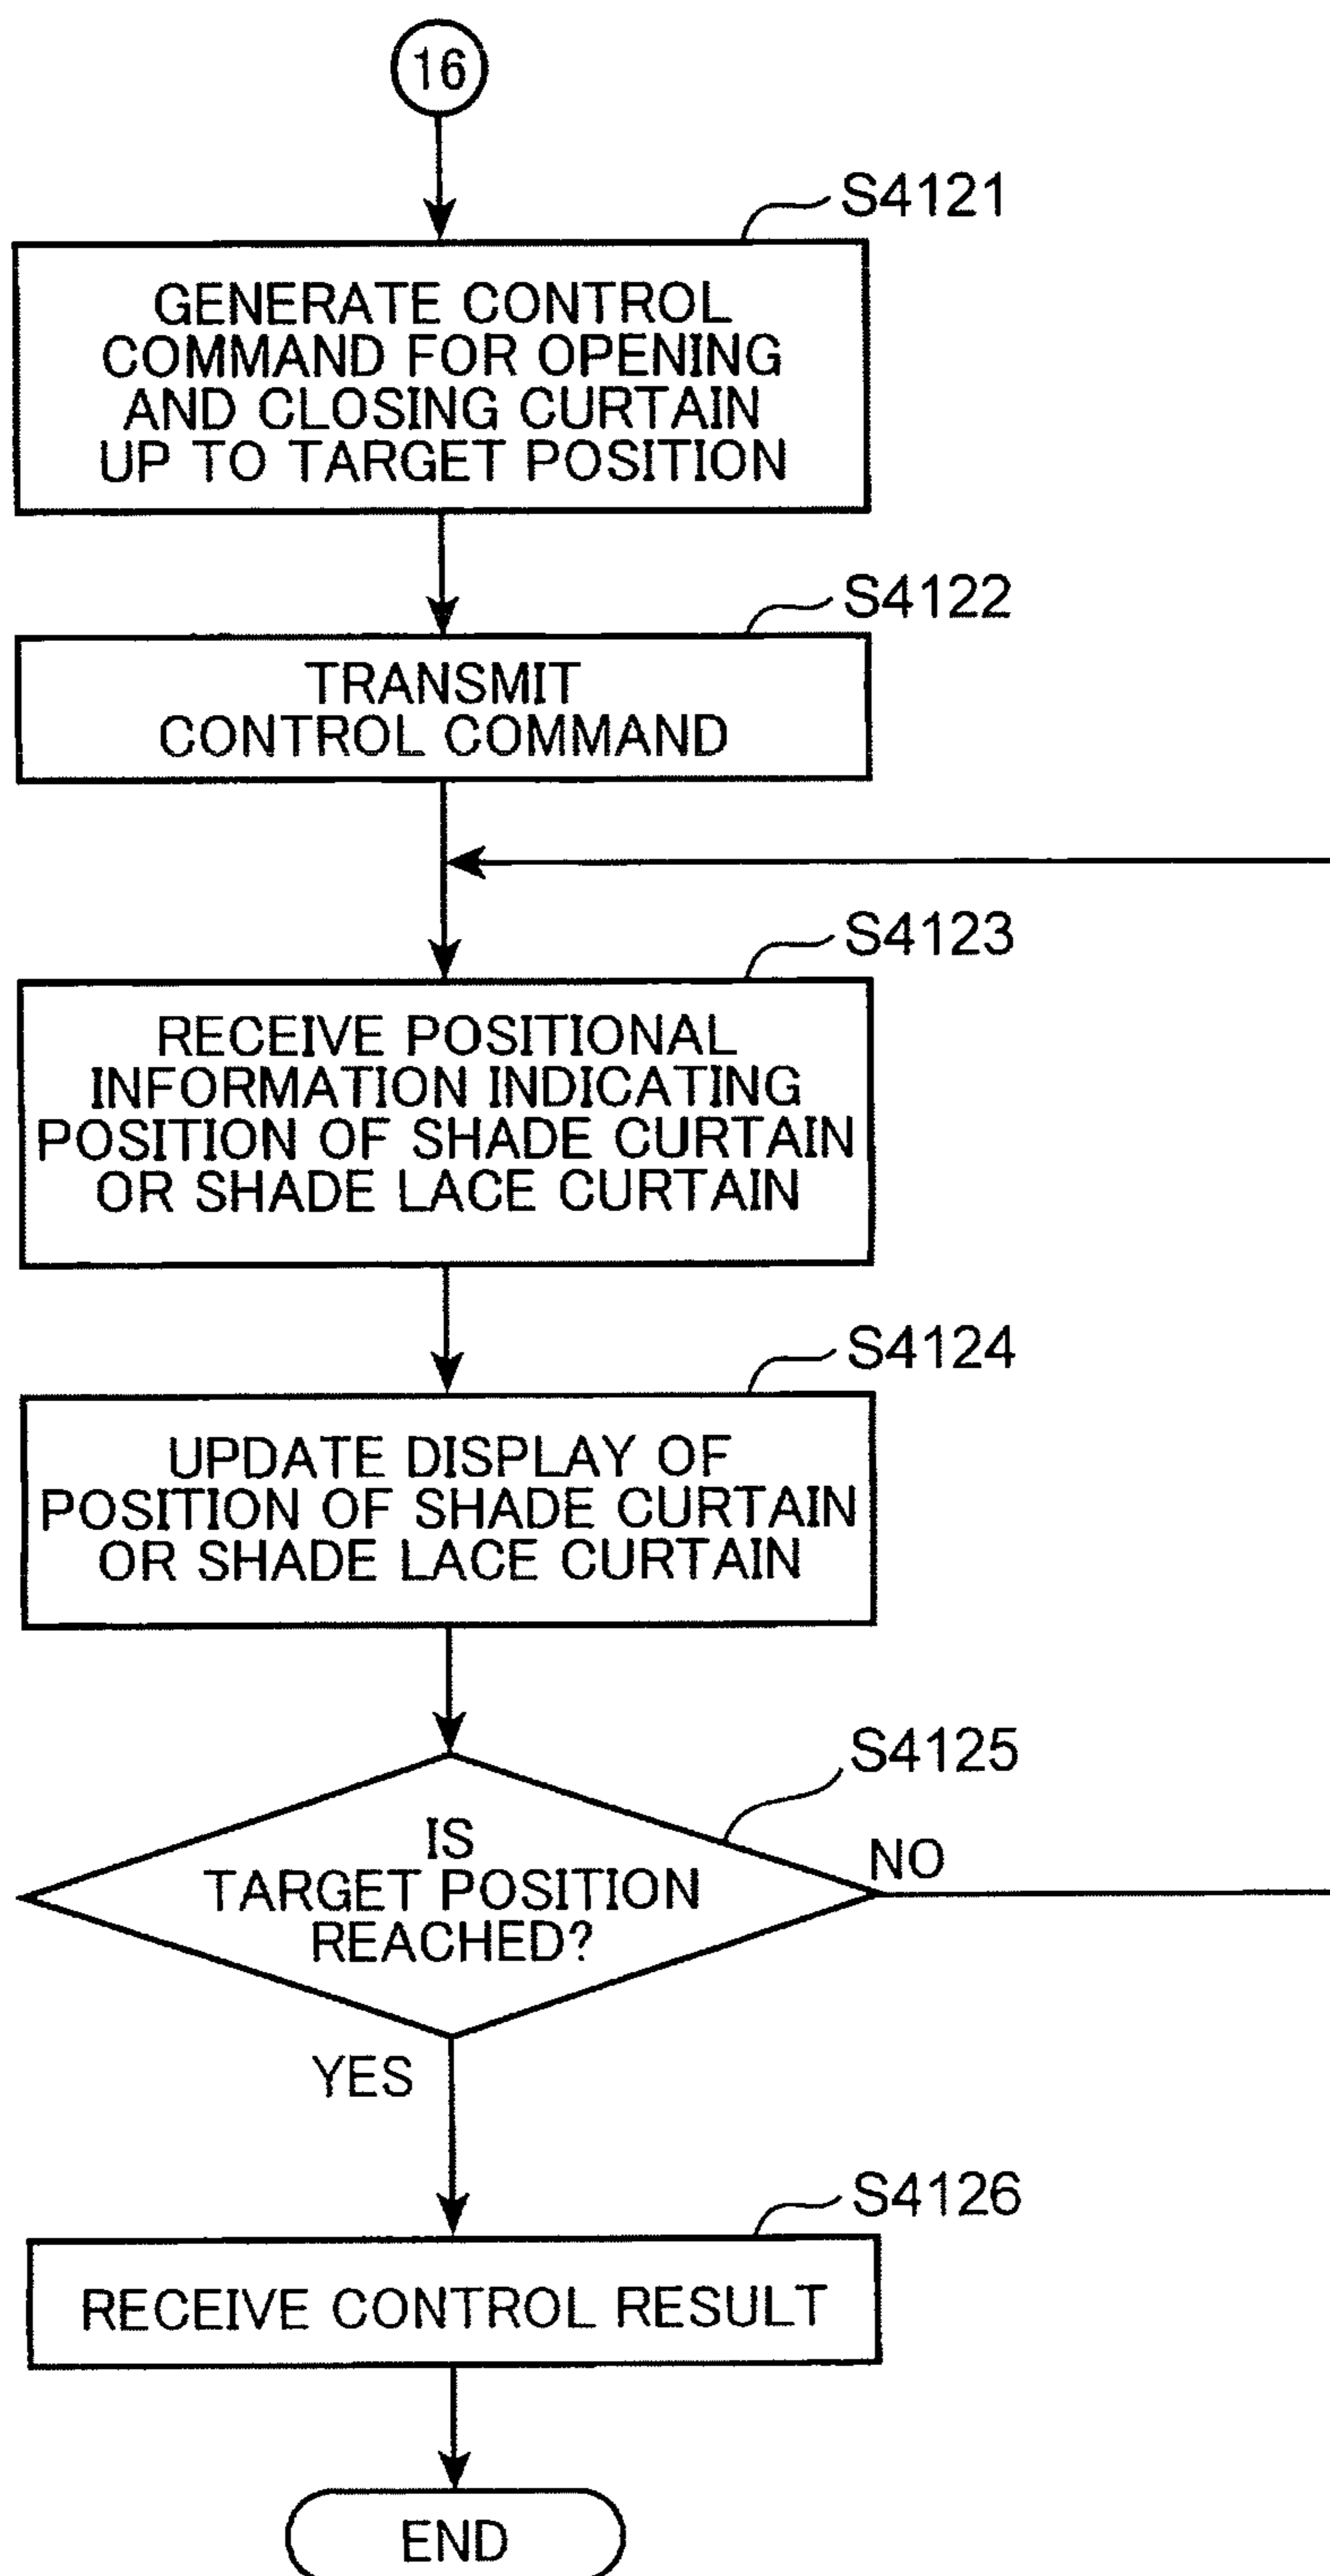 16
S4121
GENERATE CONTROL
COMMAND FOR OPENING
AND CLOSING CURTAIN
UP TO TARGET POSITION
S4122
TRANSMIT
CONTROL COMMAND
S4123
RECEIVE POSITIONAL
INFORMATION INDICATING
POSITION OF SHADE CURTAIN
OR SHADE LACE CURTAIN
S4124
UPDATE DISPLAY OF
POSITION OF SHADE CURTAIN
OR SHADE LACE CURTAIN
S4125
IS
TARGET POSITION
REACHED?
NO
YES
S4126
RECEIVE CONTROL RESULT
END